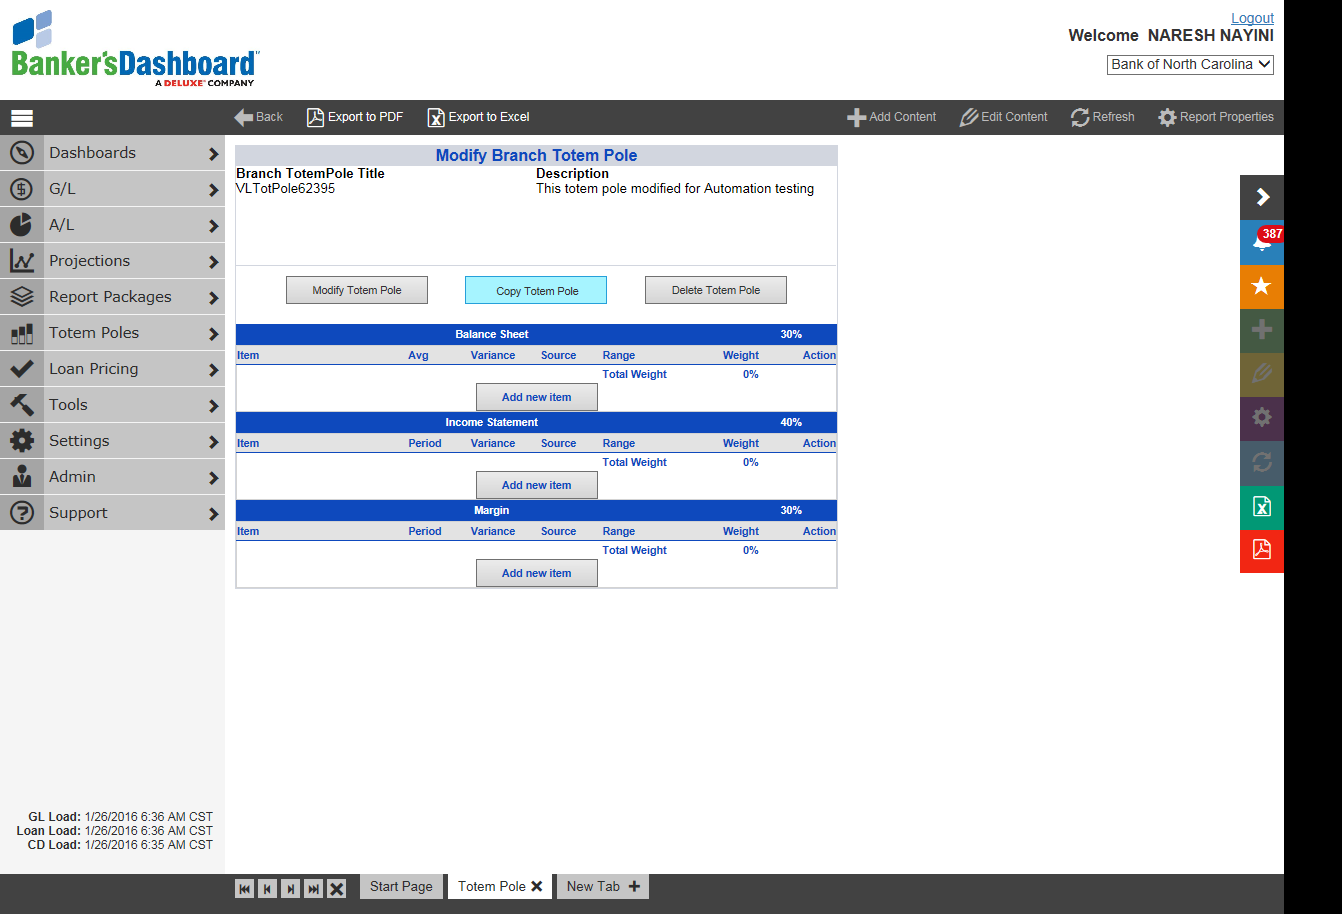 Logout
Welcome NARESH NAYINI
Bank of North Carolina
Banker'sDashboard
A DELUXE COMPANY
Back Export to PDF Export to Excel Add Content Edit Content Refresh Report Properties
Dashboards
G/L
A/L
Projections
Report Packages
Totem Poles
Loan Pricing
Tools
Settings
Admin
Support
GL Load: 1/26/2016 6:36 AM CST
Loan Load: 1/26/2016 6:36 AM CST
CD Load: 1/26/2016 6:35 AM CST
Modify Branch Totem Pole
Branch TotemPole Title Description
VLTotPole62395 This totem pole modified for Automation testing
Modify Totem Pole Copy Totem Pole Delete Totem Pole
Balance Sheet 30%
Item Avg Variance Source Range Weight Action
Total Weight 0%
Add new item
Income Statement 40%
Item Period Variance Source Range Weight Action
Total Weight 0%
Add new item
Margin 30%
Item Period Variance Source Range Weight Action
Total Weight 0%
Add new item
387
Start Page Totem Pole New Tab